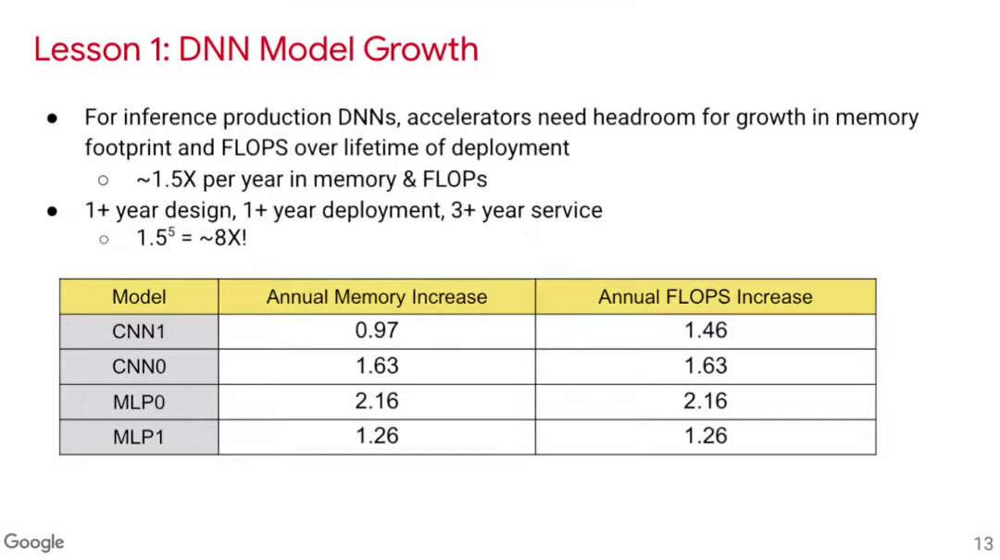 Lesson 1: DNN Model Growth
● For inference production DNNs, accelerators need headroom for growth in memory
footprint and FLOPS over lifetime of deployment
○ ~1.5X per year in memory & FLOPs
● 1+ year design, 1+ year deployment, 3+ year service
○ 1.5⁵ = ~8X!
Model Annual Memory Increase Annual FLOPS Increase
CNN1 0.97 1.46
CNN0 1.63 1.63
MLP0 2.16 2.16
MLP1 1.26 1.26
Google 13